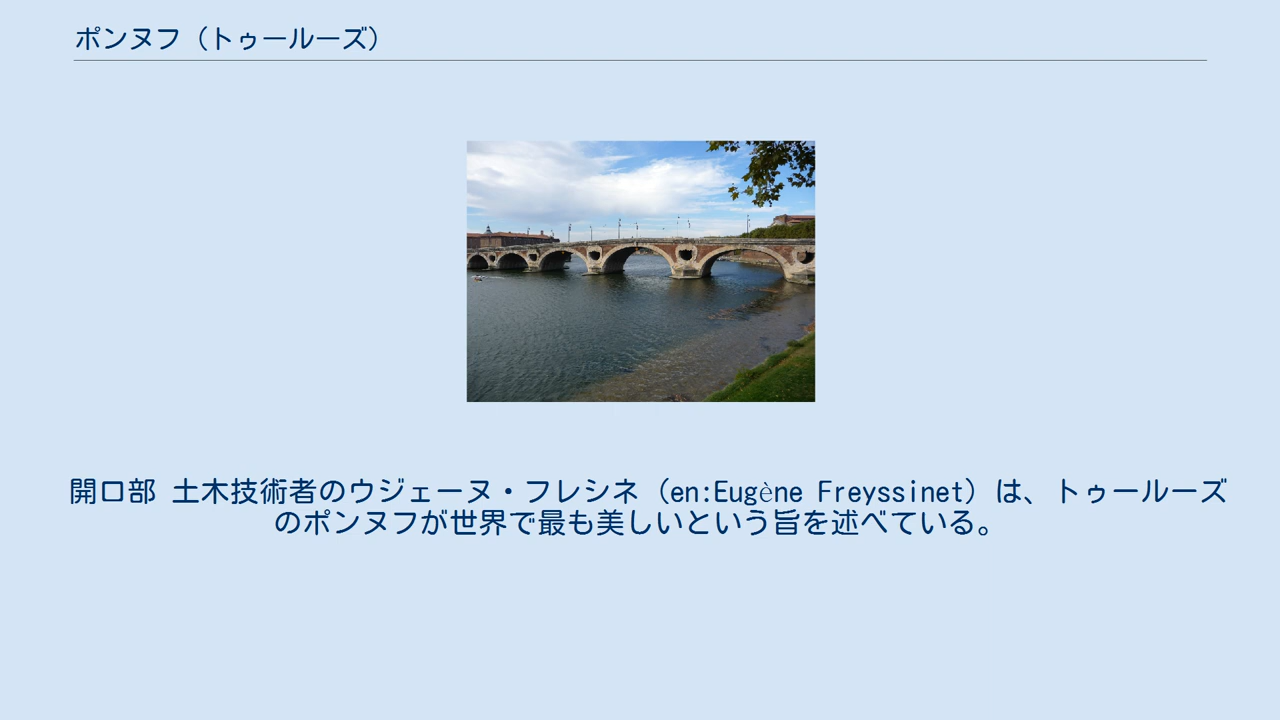 ポンヌフ（トゥールーズ）
開口部 土木技術者のウジェーヌ・フレシネ（en:Eugène Freyssinet）は、トゥールーズ
のポンヌフが世界で最も美しいという旨を述べている。